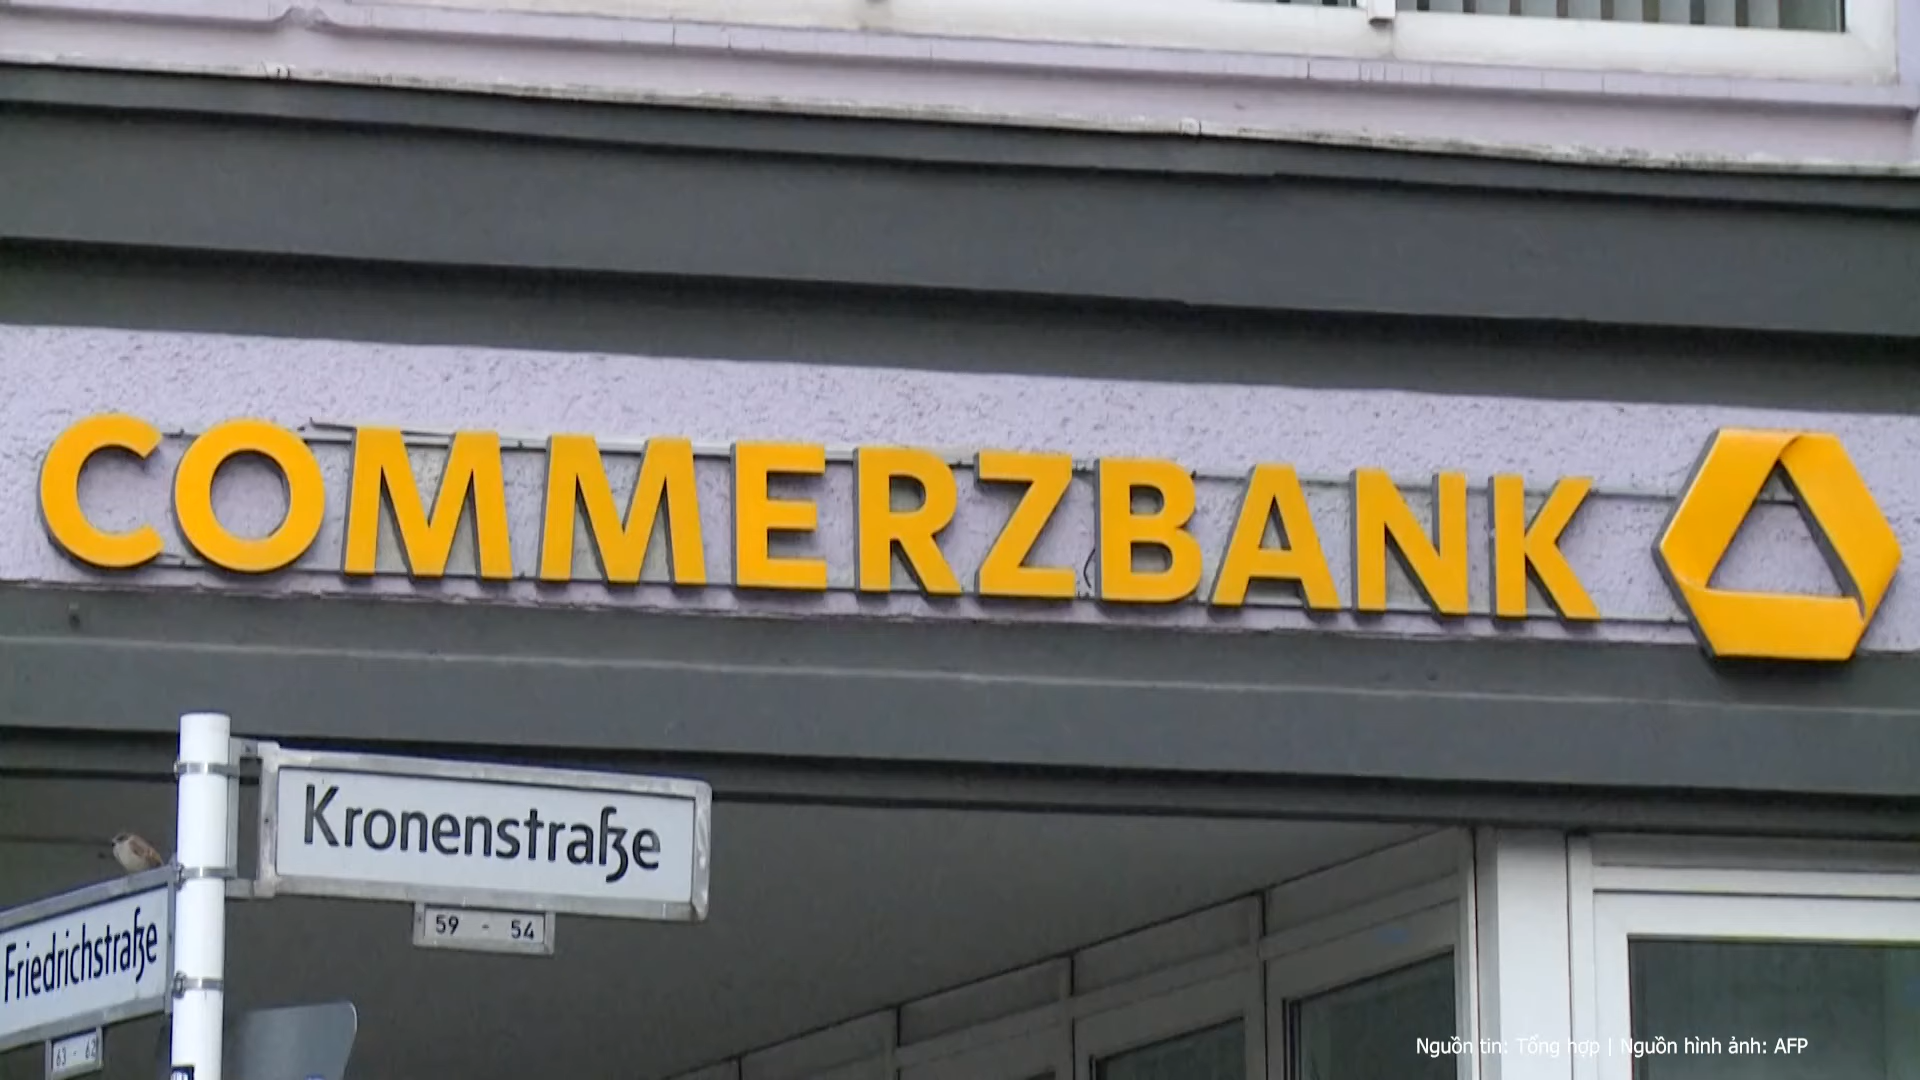 COMMERZBANK
Kronenstraße
59 - 54
Friedrichstraße
63 - 62
Nguồn tin: Tổng hợp | Nguồn hình ảnh: AFP